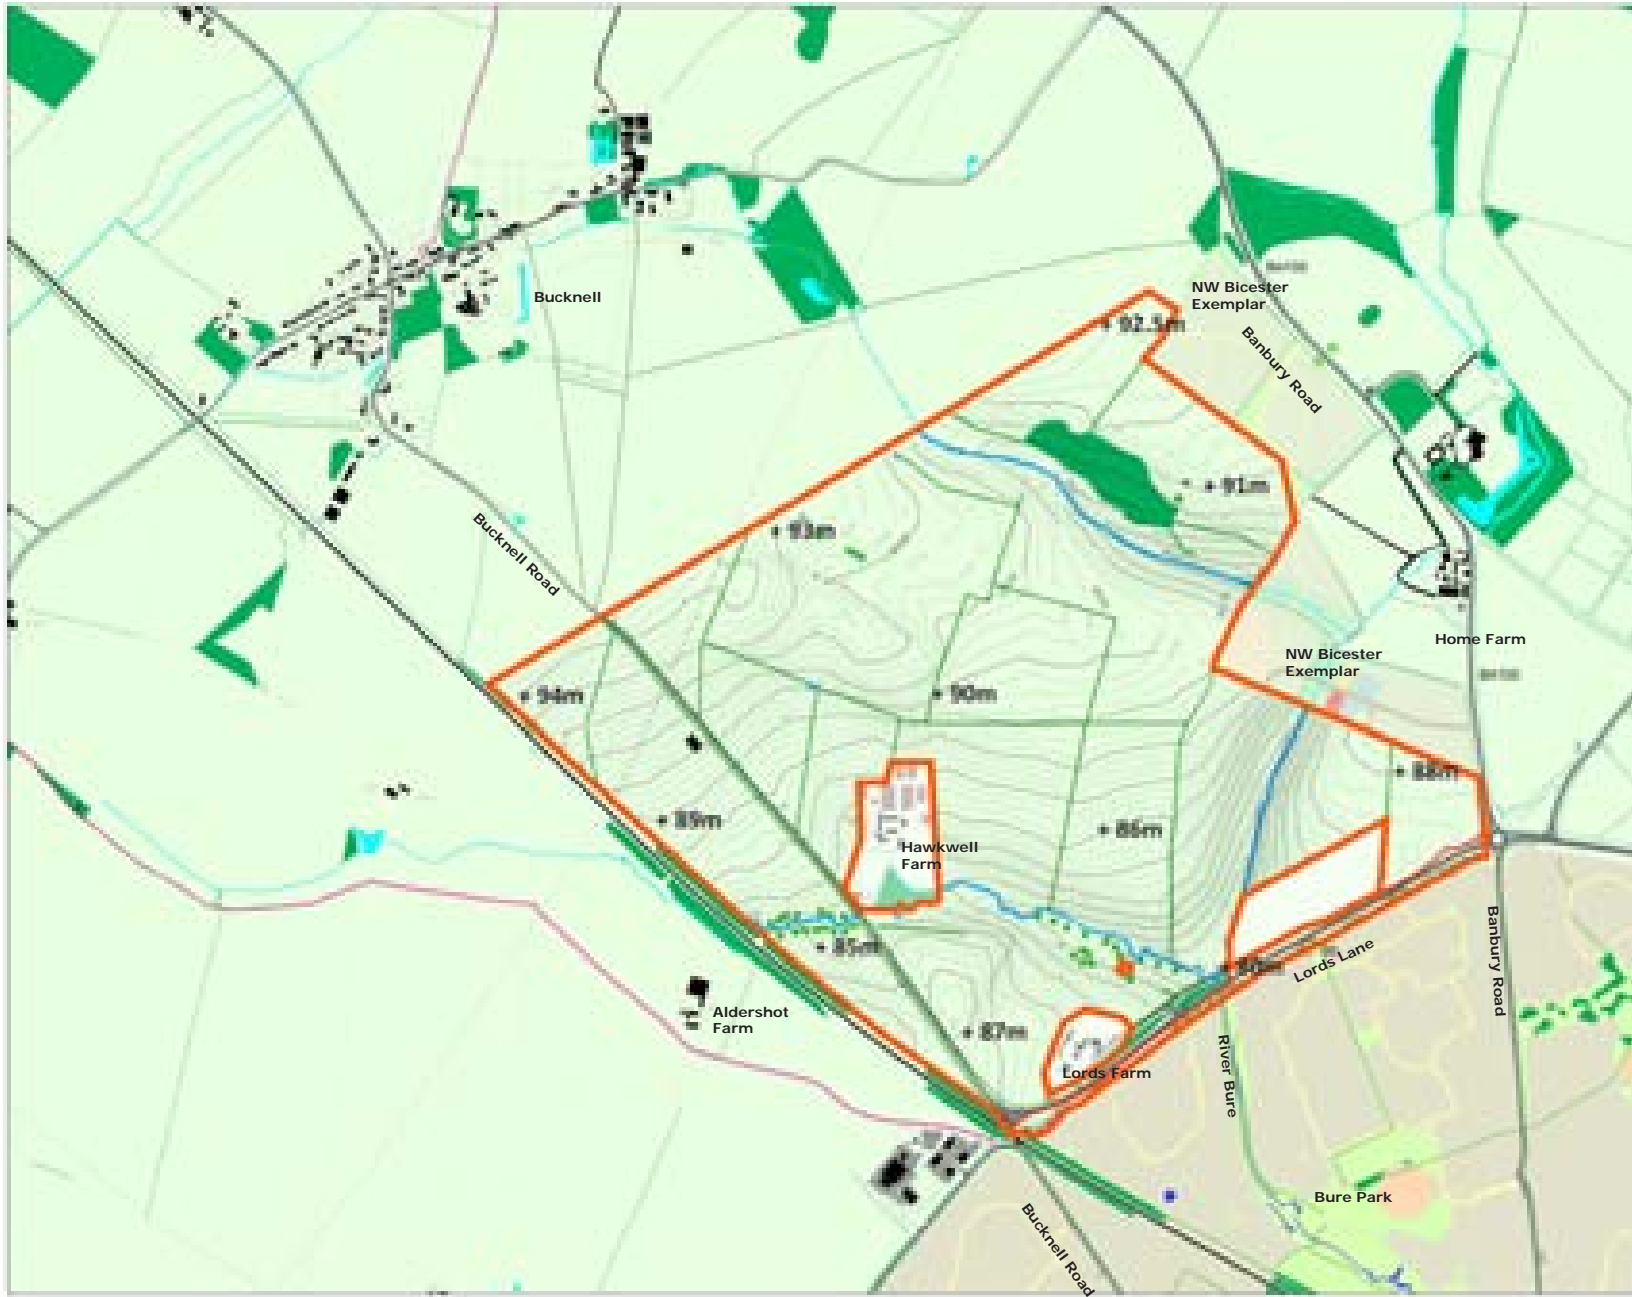 NW Bicester
Exemplar
Bucknell
+ 92.5m
Banbury Road
+ 91m
+ 93m
Bucknell Road
Home Farm
NW Bicester
Exemplar
+ 94m
+ 90m
+ 88m
+ 89m
+ 86m
Hawkwell
Farm
+ 85m
Banbury Road
Lords Lane
Aldershot
Farm
+ 87m
Lords Farm
River Bure
Bure Park
Bucknell Road